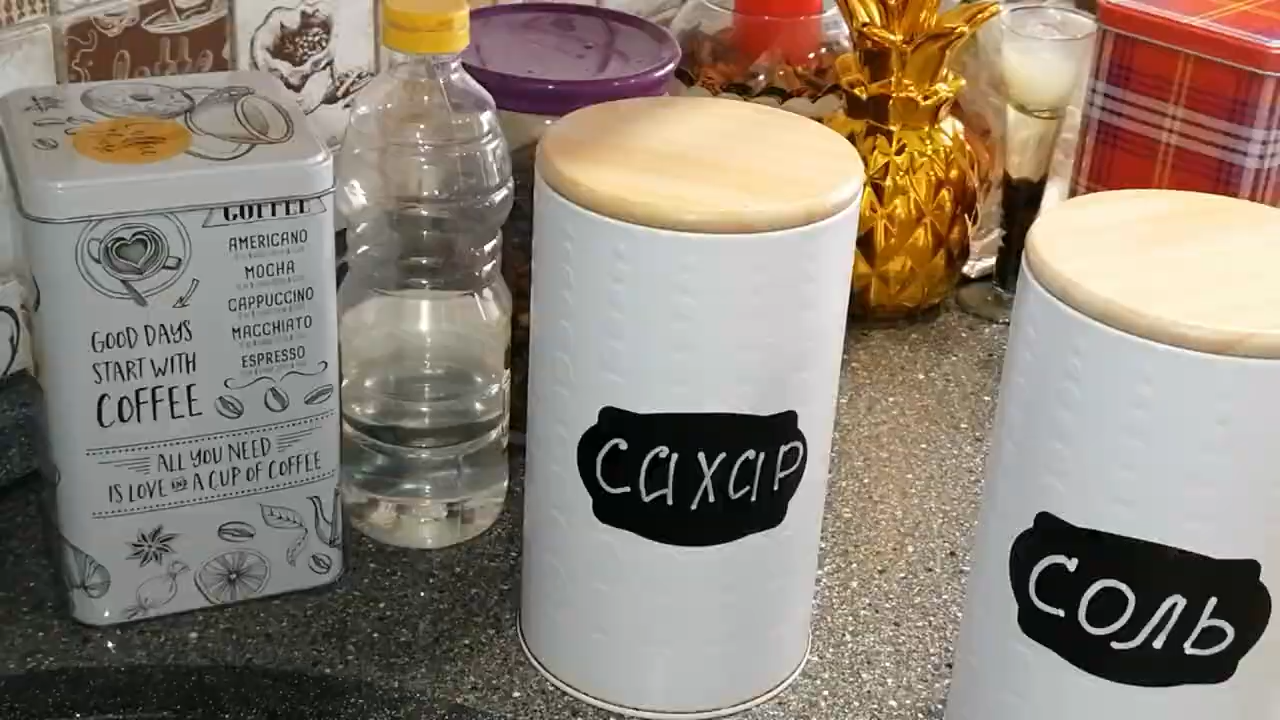 COFFEE
AMERICANO
MOCHA
CAPPUCCINO
MACCHIATO
ESPRESSO
GOOD DAYS
START WITH
COFFEE
ALL YOU NEED
IS LOVE AND A CUP OF COFFEE
сахар
соль